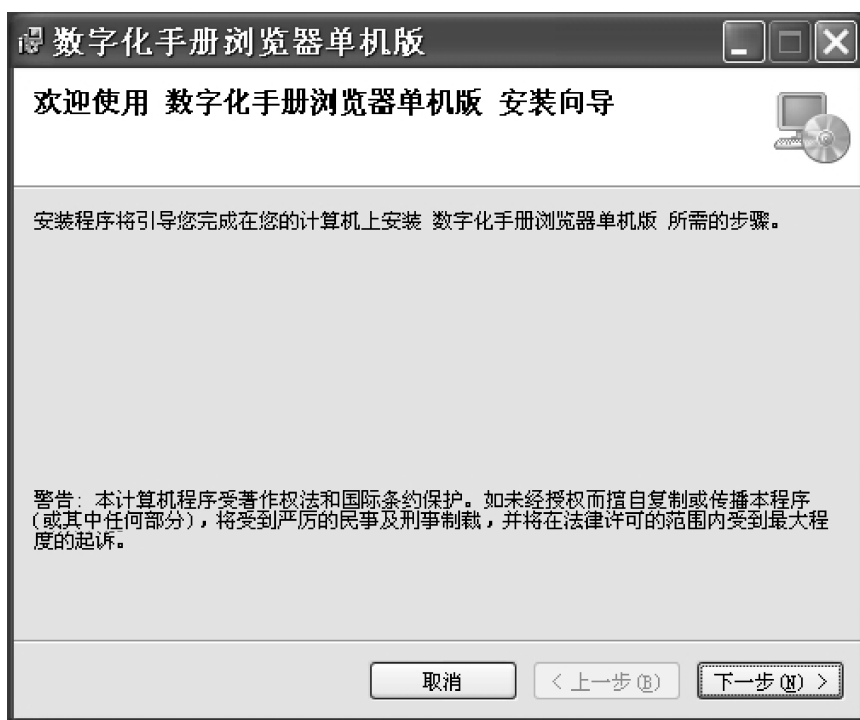 数字化手册浏览器单机版
欢迎使用 数字化手册浏览器单机版 安装向导
安装程序将引导您完成在您的计算机上安装 数字化手册浏览器单机版 所需的步骤。
警告: 本计算机程序受著作权法和国际条约保护。如未经授权而擅自复制或传播本程序
(或其中任何部分)，将受到严厉的民事及刑事制裁，并将在法律许可的范围内受到最大程
度的起诉。
取消
< 上一步(B)
下一步(N) >